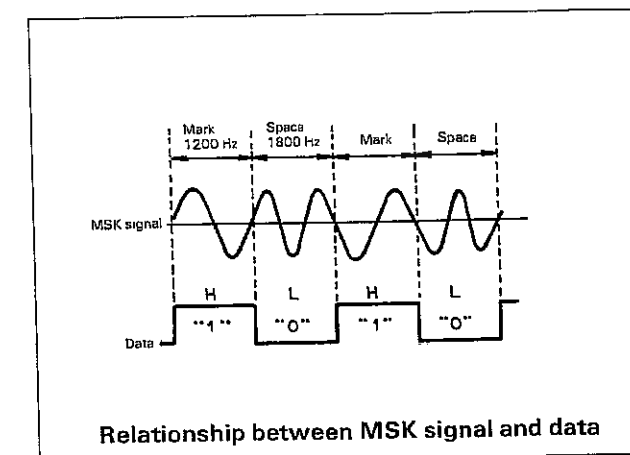 Mark Space
1200 Hz 1800 Hz Mark Space
MSK signal
H L H L
"1" "0" "1" "0"
Data
Relationship between MSK signal and data